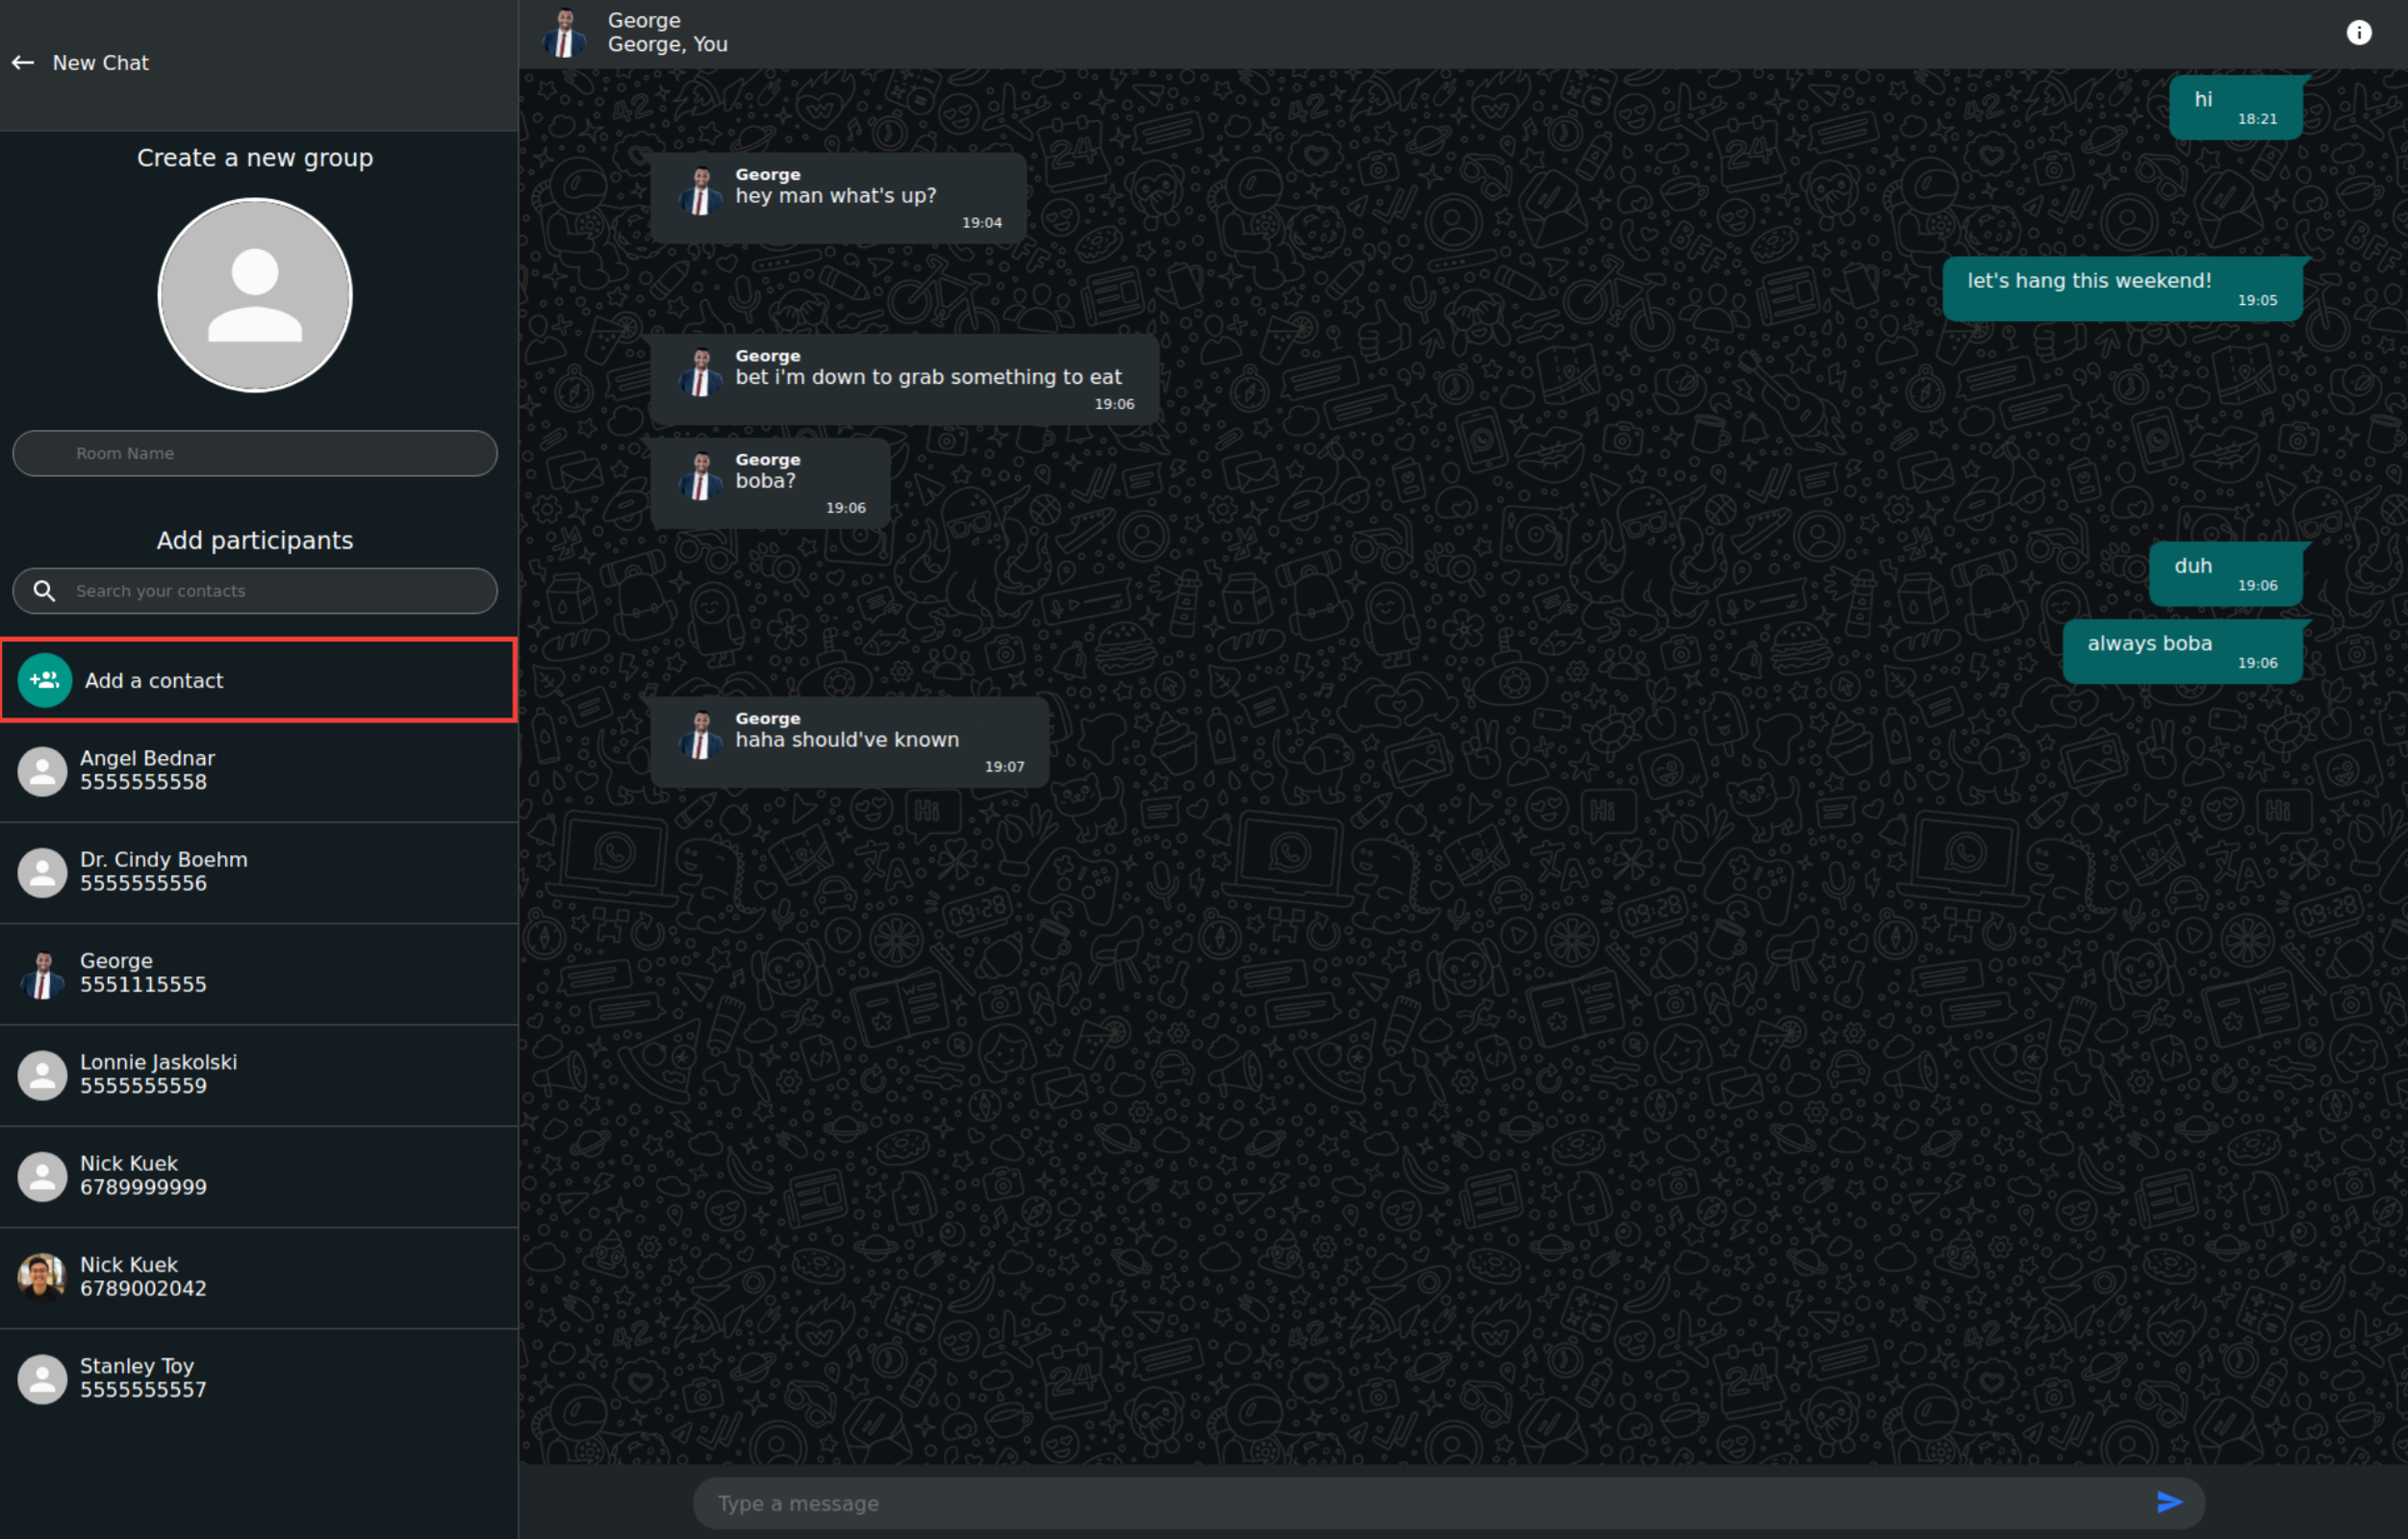 New Chat
Create a new group
Room Name
Add participants
Search your contacts
Add a contact
Angel Bednar
5555555558
Dr. Cindy Boehm
5555555556
George
5551115555
Lonnie Jaskolski
5555555559
Nick Kuek
6789999999
Nick Kuek
6789002042
Stanley Toy
5555555557
George
George, You
hi
18:21
George
hey man what's up?
19:04
let's hang this weekend!
19:05
George
bet i'm down to grab something to eat
19:06
George
boba?
19:06
duh
19:06
always boba
19:06
George
haha should've known
19:07
Type a message